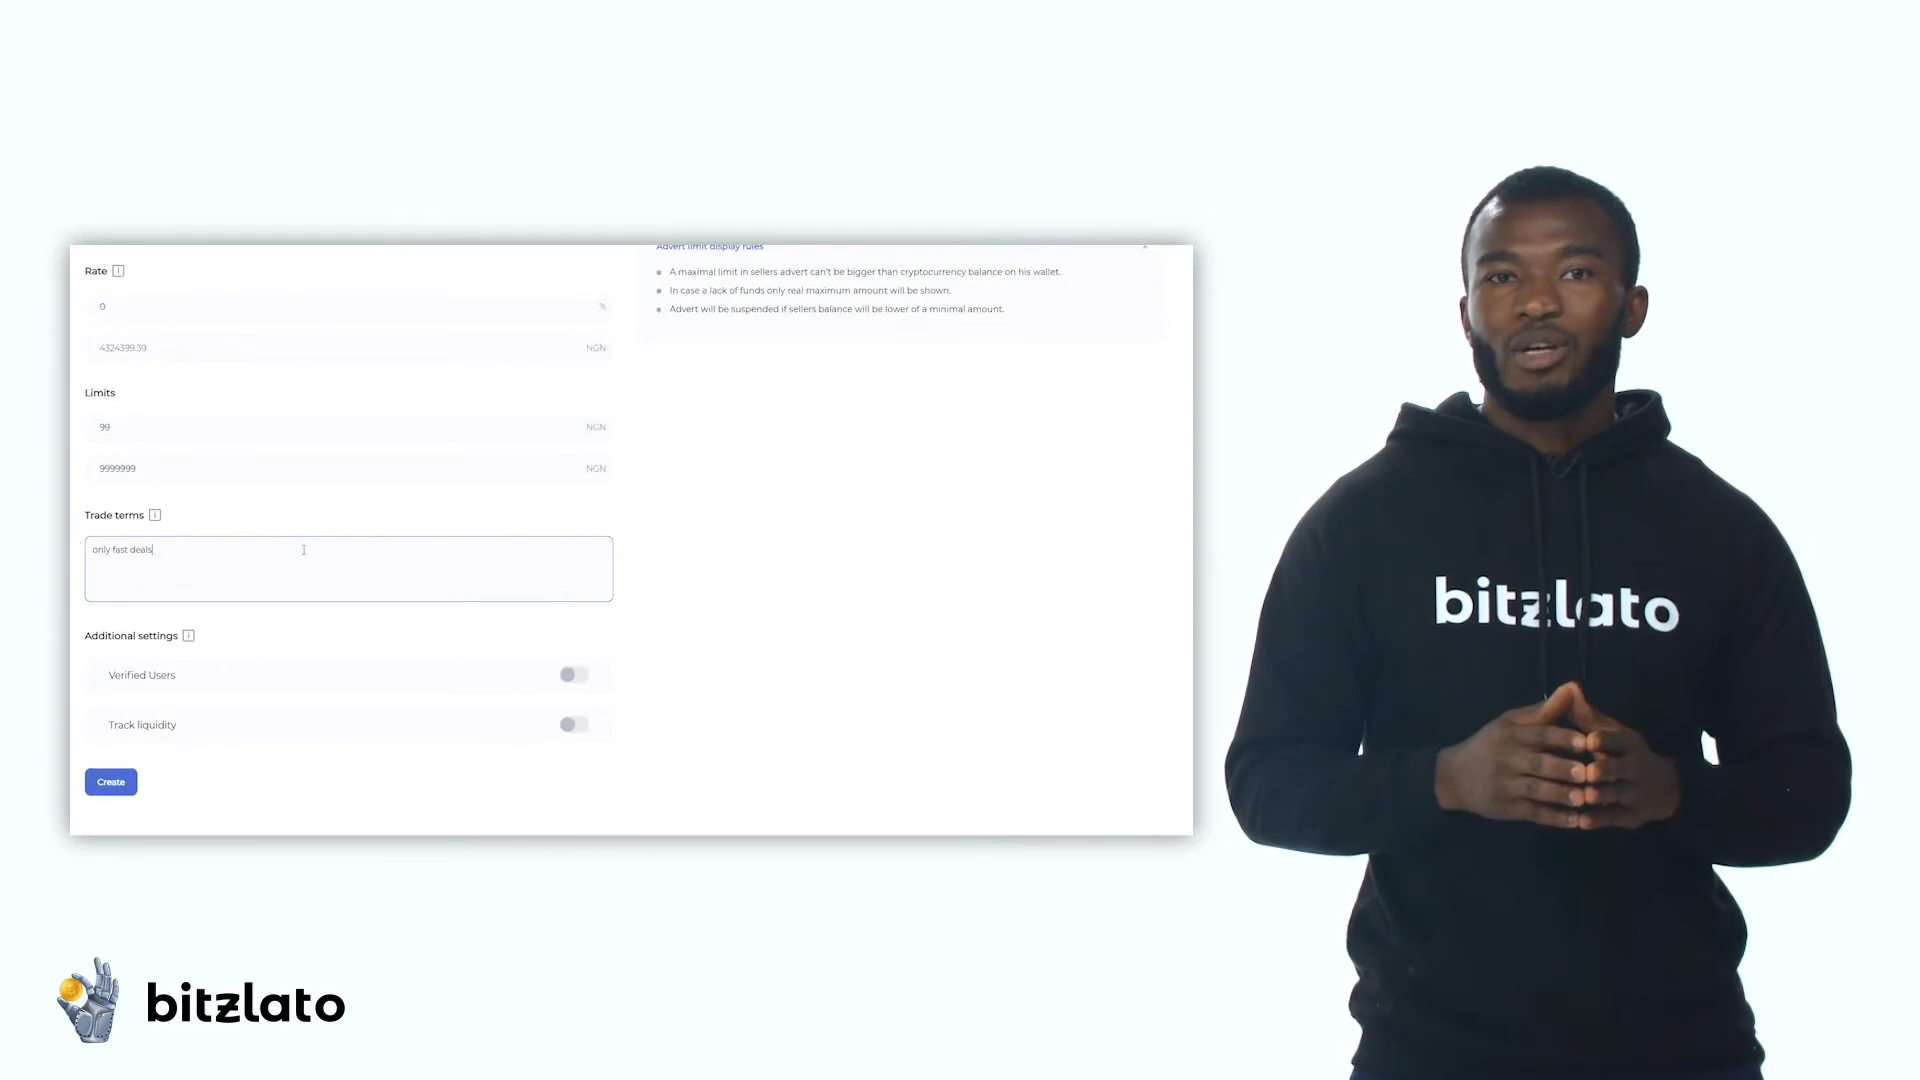 Advert limit display rules
Rate
0 %
4324399.39 NGN
A maximal limit in sellers advert can't be bigger than cryptocurrency balance on his wallet.
In case a lack of funds only real maximum amount will be shown.
Advert will be suspended if sellers balance will be lower of a minimal amount.
Limits
99 NGN
9999999 NGN
Trade terms
only fast deals
Additional settings
Verified Users
Track liquidity
Create
bitzlato
bitzlato